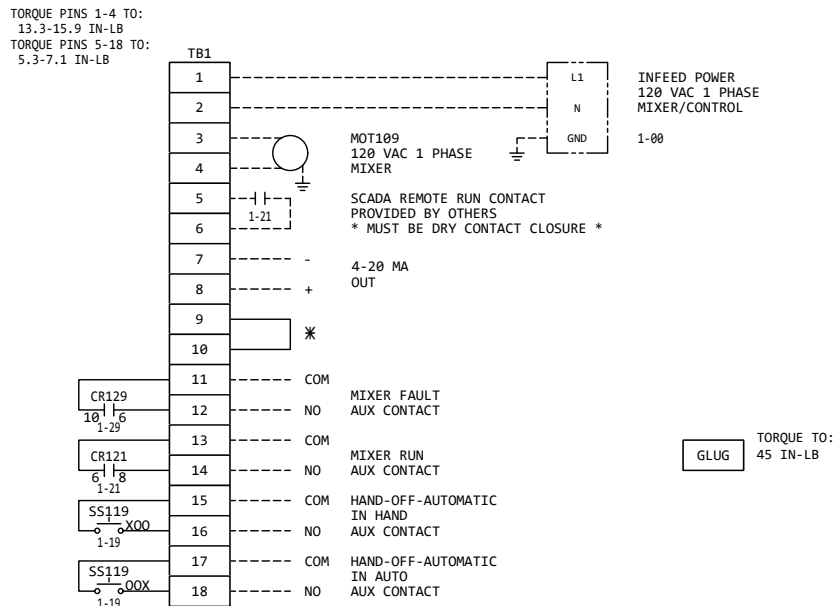 TORQUE PINS 1-4 TO:
13.3-15.9 IN-LB
TORQUE PINS 5-18 TO:
5.3-7.1 IN-LB
TB1
1
L1
INFEED POWER
120 VAC 1 PHASE
2
N
MIXER/CONTROL
3
MOT109
GND
1-00
120 VAC 1 PHASE
4
MIXER
5
SCADA REMOTE RUN CONTACT
1-21
PROVIDED BY OTHERS
6
* MUST BE DRY CONTACT CLOSURE *
7
-
4-20 MA
8
+
OUT
9
*
10
11
COM
CR129
MIXER FAULT
10 6
12
NO
AUX CONTACT
1-29
13
COM
CR121
MIXER RUN
6 8
14
NO
AUX CONTACT
1-21
GLUG
TORQUE TO:
45 IN-LB
15
COM
HAND-OFF-AUTOMATIC
SS119
IN HAND
XOO
16
NO
AUX CONTACT
1-19
17
COM
HAND-OFF-AUTOMATIC
SS119
IN AUTO
OOX
18
NO
AUX CONTACT
1-19